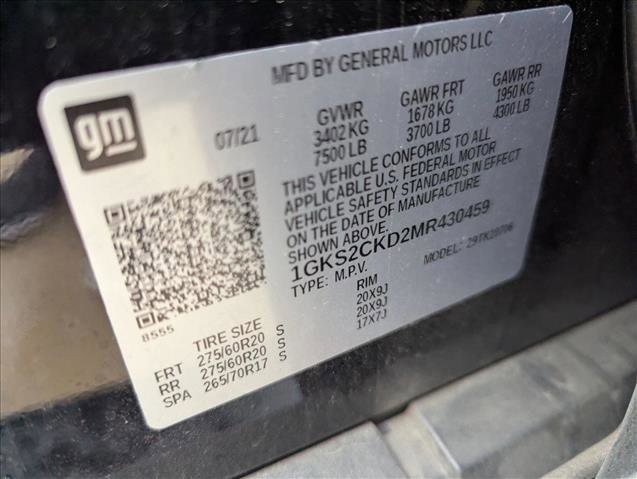 MFD BY GENERAL MOTORS LLC
gm
07/21
GVWR
3402 KG
7500 LB
GAWR FRT
1678 KG
3700 LB
GAWR RR
1950 KG
4300 LB
THIS VEHICLE CONFORMS TO ALL
APPLICABLE U.S. FEDERAL MOTOR
VEHICLE SAFETY STANDARDS IN EFFECT
ON THE DATE OF MANUFACTURE
SHOWN ABOVE.
1GKS2CKD2MR430459
TYPE: M.P.V.
MODEL: 29TK10706
8555
TIRE SIZE RIM
FRT 275/60R20 S 20X9J
RR 275/60R20 S 20X9J
SPA 265/70R17 S 17X7J